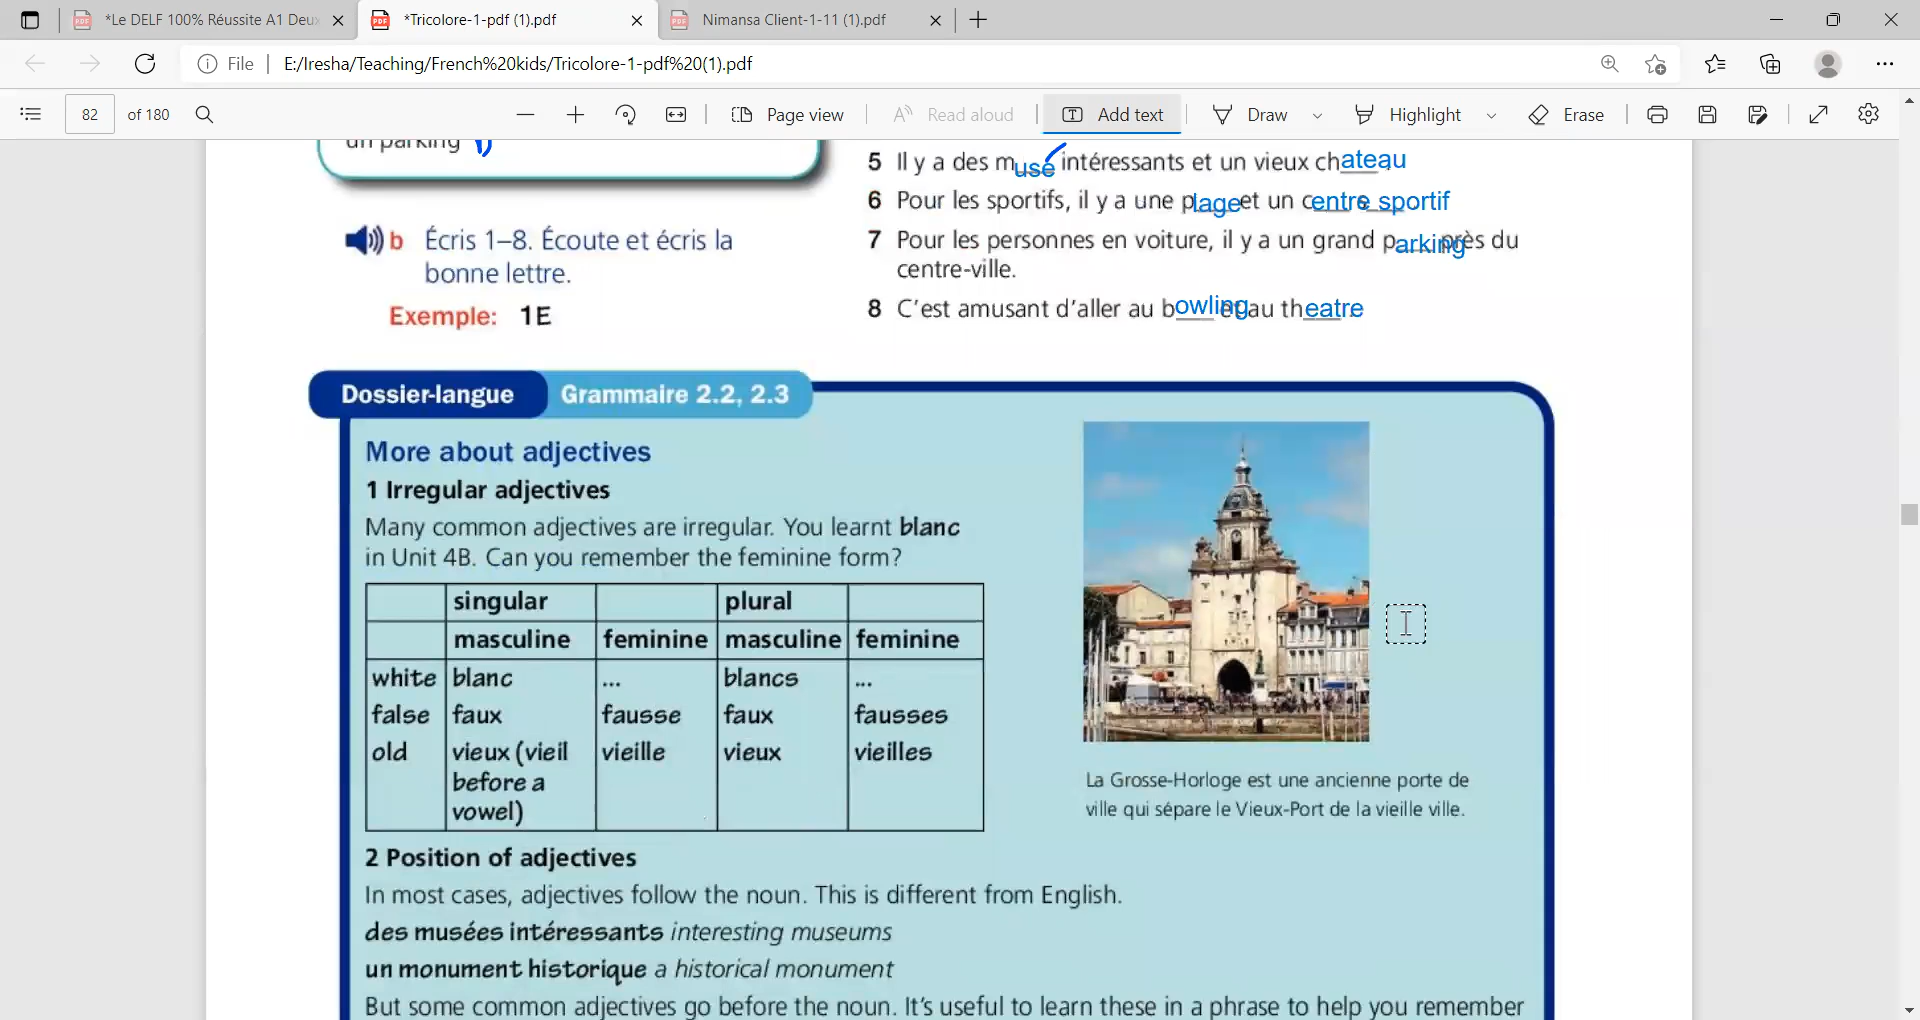 *Le DELF 100% Réussite A1 Deux
*Tricolore-1-pdf (1).pdf
Nimansa Client-1-11 (1).pdf
File
E:/Iresha/Teaching/French%20kids/Tricolore-1-pdf%20(1).pdf
82 of 180
Page view
Read aloud
Add text
Draw
Highlight
Erase
un parking
5 Il y a des musé intéressants et un vieux chateau.
6 Pour les sportifs, il y a une plage et un centre sportif
7 Pour les personnes en voiture, il y a un grand parking près du
centre-ville.
8 C'est amusant d'aller au bowling et au theatre
b Écris 1–8. Écoute et écris la
bonne lettre.
Exemple: 1E
Dossier-langue Grammaire 2.2, 2.3
More about adjectives
1 Irregular adjectives
Many common adjectives are irregular. You learnt blanc
in Unit 4B. Can you remember the feminine form?
singular plural
masculine feminine masculine feminine
white blanc ... blancs ...
false faux fausse faux fausses
old vieux (vieil vieille vieux vieilles
before a
vowel)
La Grosse-Horloge est une ancienne porte de
ville qui sépare le Vieux-Port de la vieille ville.
2 Position of adjectives
In most cases, adjectives follow the noun. This is different from English.
des musées intéressants interesting museums
un monument historique a historical monument
But some common adjectives go before the noun. It's useful to learn these in a phrase to help you remember